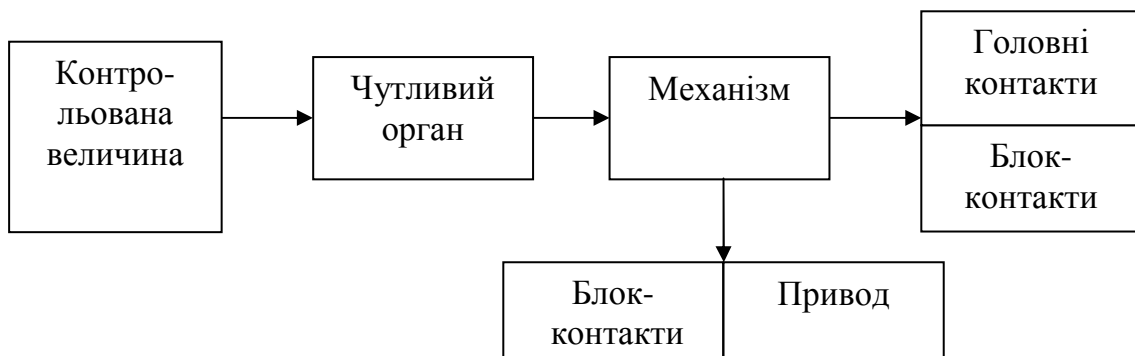 Контро-
льована
величина
Чутливий
орган
Механізм
Головні
контакти
Блок-
контакти
Блок-
контакти
Привод